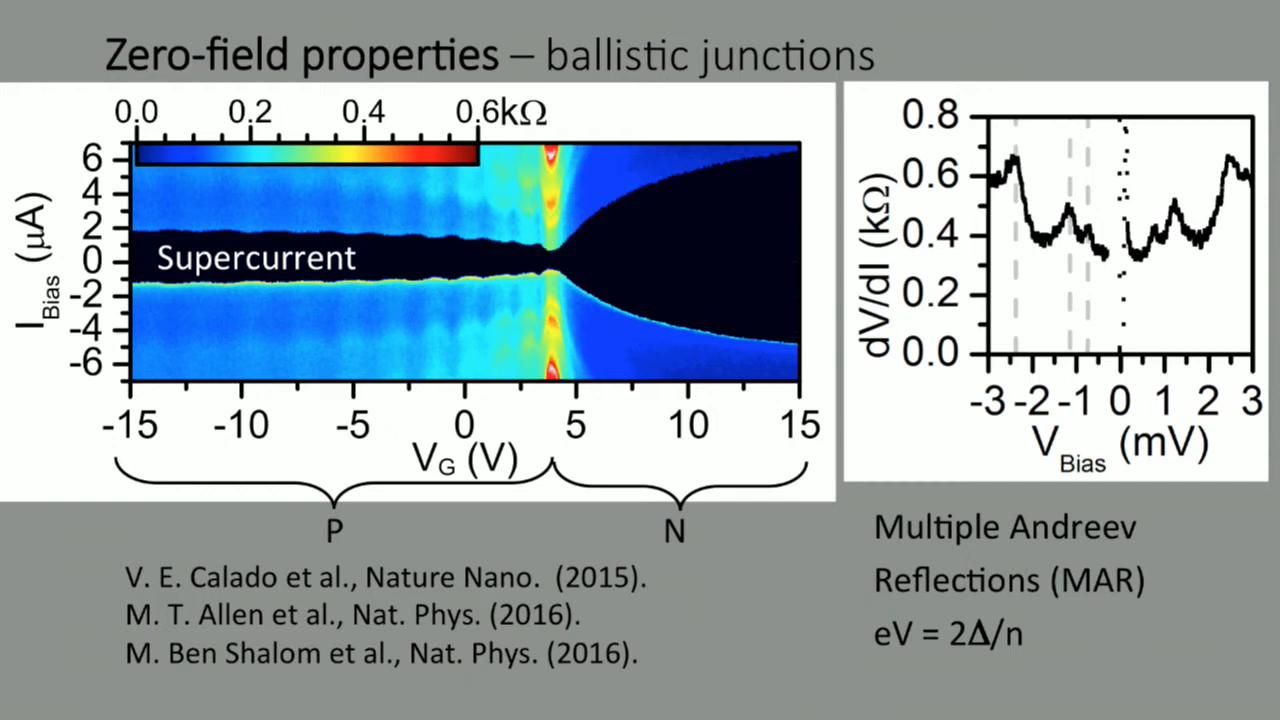 Zero-field properties – ballistic junctions
0.0 0.2 0.4 0.6kΩ
6
4
2
0
-2
-4
-6
I_Bias (µA)
Supercurrent
-15 -10 -5 0 5 10 15
V_G (V)
P N
0.8
0.6
0.4
0.2
0.0
dV/dI (kΩ)
-3 -2 -1 0 1 2 3
V_Bias (mV)
V. E. Calado et al., Nature Nano. (2015).
M. T. Allen et al., Nat. Phys. (2016).
M. Ben Shalom et al., Nat. Phys. (2016).
Multiple Andreev
Reflections (MAR)
eV = 2Δ/n